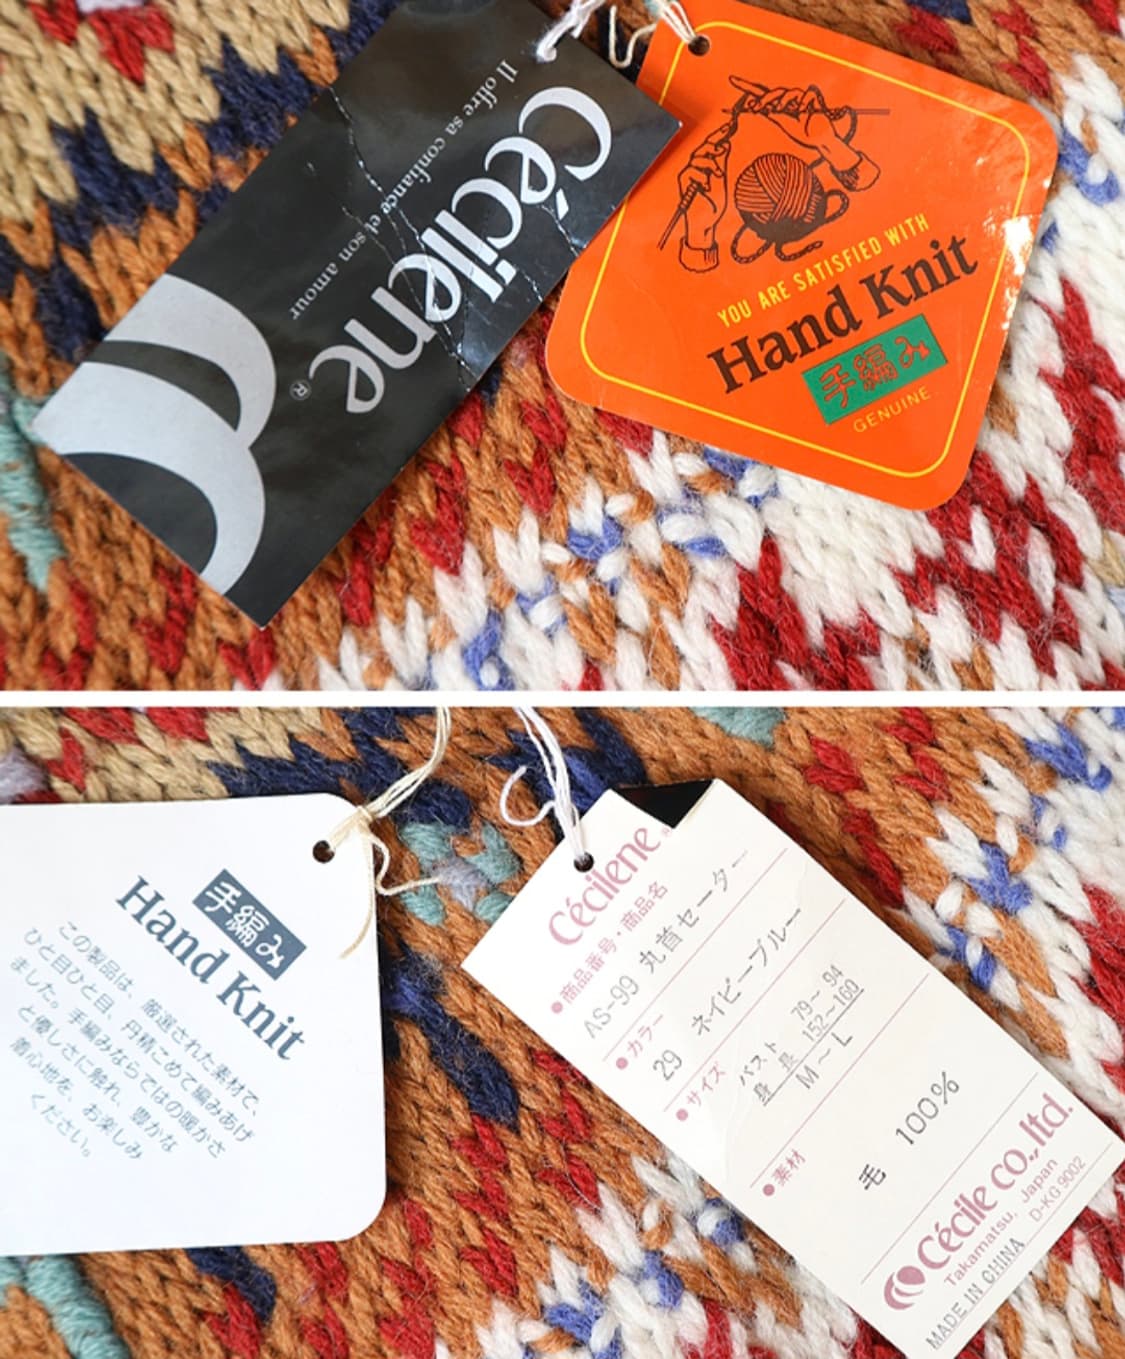 Cécilene®
Il offre sa confiance et son amour
YOU ARE SATISFIED WITH
Hand Knit
手編み
GENUINE
手編み
Hand Knit
この製品は、厳選された素材で、
ひと目ひと目、丹精こめて編みあげ
ました。手編みならではの暖かさ
と優しさに触れ、豊かな
着心地を、お楽しみ
ください。
Cécilene®
●商品番号・商品名
AS-99 丸首セーター
●カラー
29 ネイビーブルー
●サイズ
バスト 79~94
身長 152~160
M~L
●素材
毛 100%
Cécile CO.,ltd.
Takamatsu, Japan
D-KG 9002
MADE IN CHINA